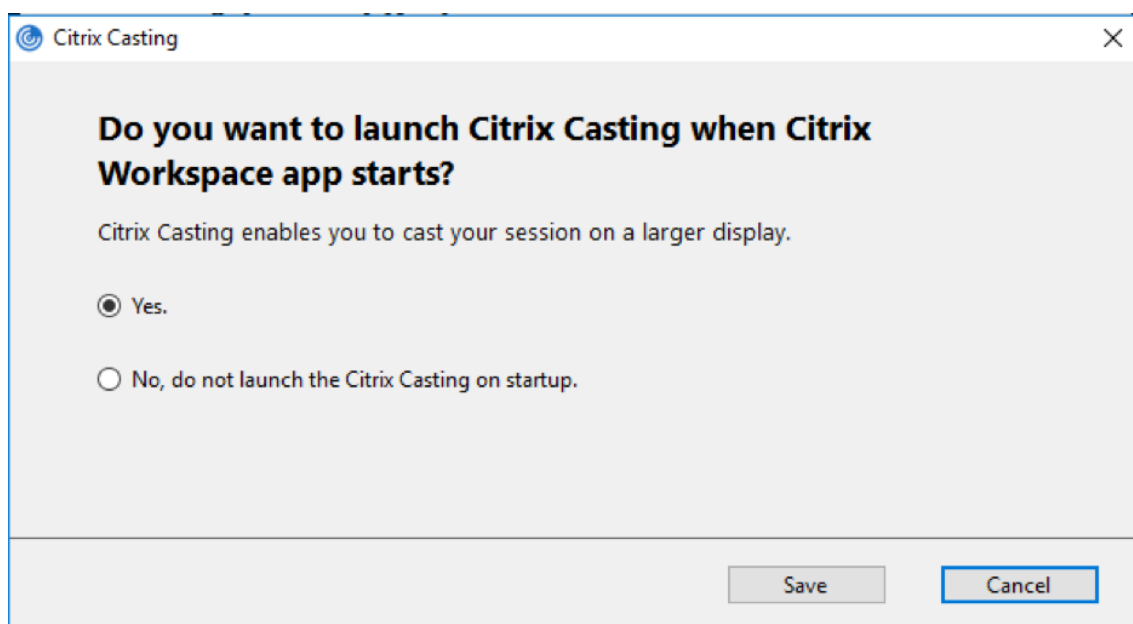 Citrix Casting
Do you want to launch Citrix Casting when Citrix
Workspace app starts?
Citrix Casting enables you to cast your session on a larger display.
Yes.
No, do not launch the Citrix Casting on startup.
Save
Cancel